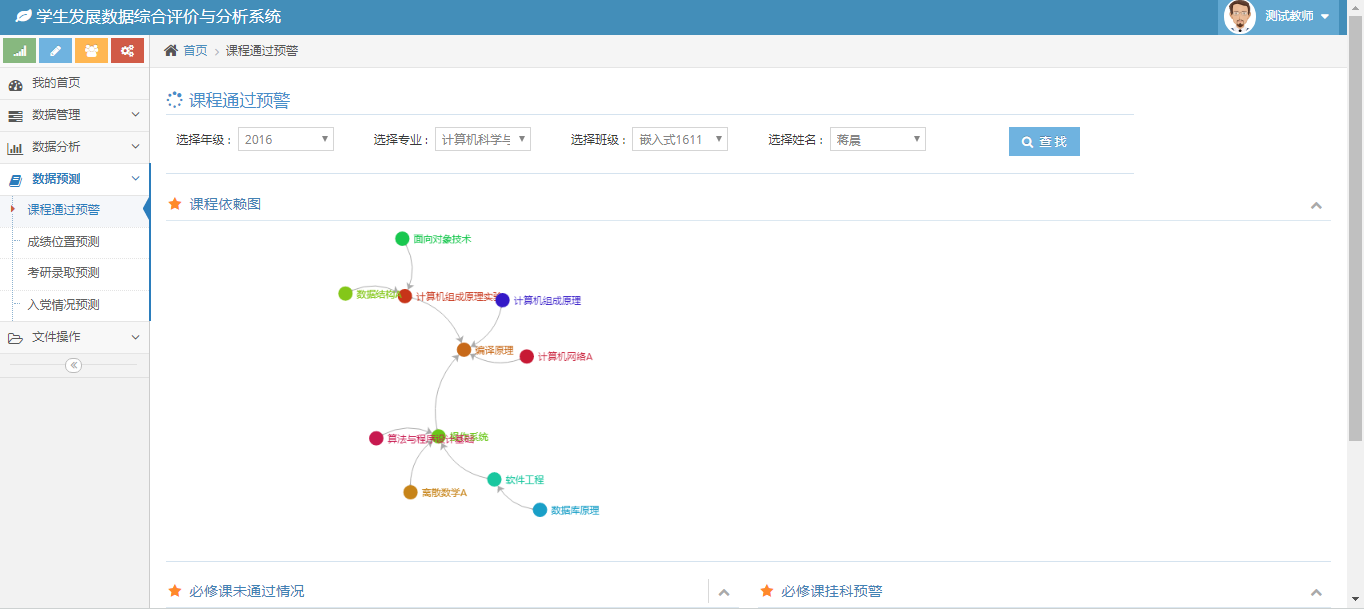 学生发展数据综合评价与分析系统
测试教师
首页 > 课程通过预警
我的首页
数据管理
数据分析
数据预测
课程通过预警
成绩位置预测
考研录取预测
入党情况预测
文件操作
课程通过预警
选择年级： 2016 选择专业： 计算机科学与 选择班级： 嵌入式1611 选择姓名： 蒋晨 查找
课程依赖图
面向对象技术
数据结构
计算机组成原理实验
计算机组成原理
编译原理
计算机网络A
算法与程序设计基础
操作系统
软件工程
离散数学A
数据库原理
必修课未通过情况
必修课挂科预警